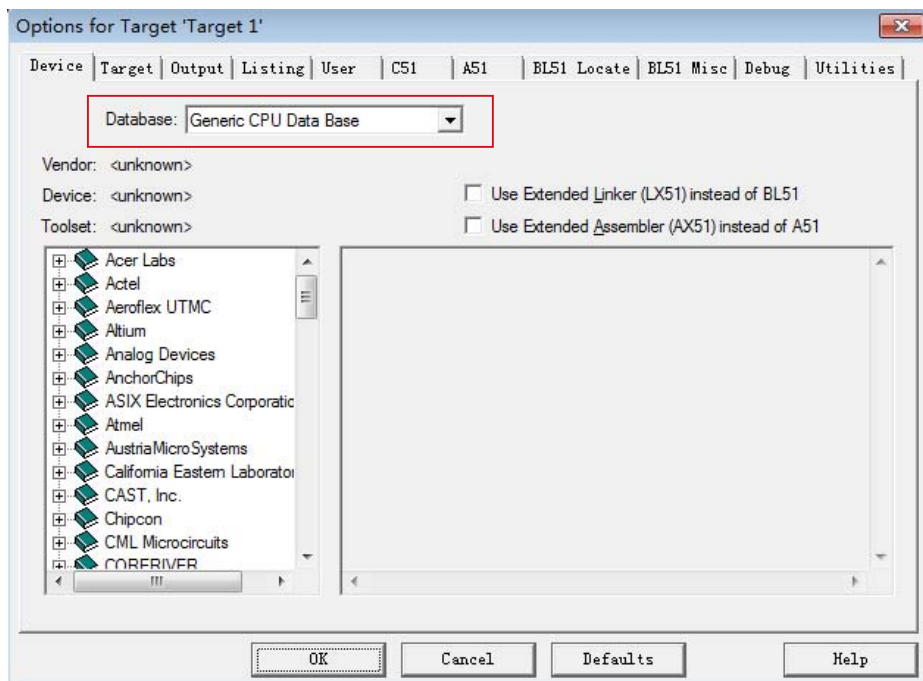 Options for Target 'Target 1'
Device Target Output Listing User C51 A51 BL51 Locate BL51 Misc Debug Utilities
Database: Generic CPU Data Base
Vendor: <unknown>
Device: <unknown>
Use Extended Linker (LX51) instead of BL51
Toolset: <unknown>
Use Extended Assembler (AX51) instead of A51
Acer Labs
Actel
Aeroflex UTMC
Altium
Analog Devices
AnchorChips
ASIX Electronics Corporatic
Atmel
AustriaMicroSystems
California Eastern Laborator
CAST, Inc.
Chipcon
CML Microcircuits
CORERIVER
OK Cancel Defaults Help